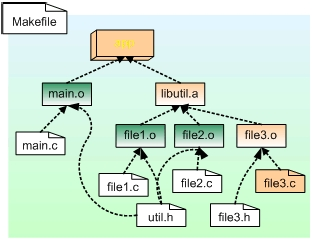 Makefile
main.o
libutil.a
file1.o
file2.o
file3.o
main.c
file1.c
file2.c
file3.c
util.h
file3.h